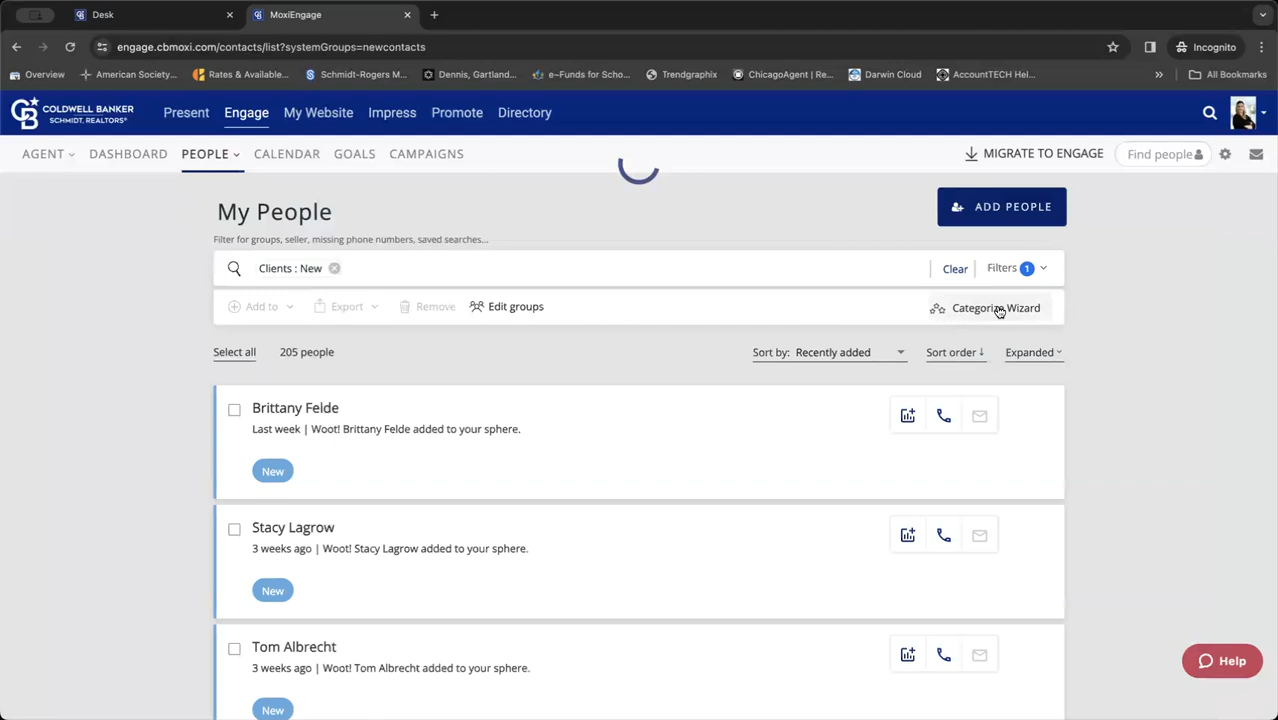 Desk
MoxiEngage
engage.cbmoxi.com/contacts/list?systemGroups=newcontacts
Incognito
Overview
American Society...
Rates & Available...
Schmidt-Rogers M...
Dennis, Gartland...
e-Funds for Scho...
Trendgraphix
ChicagoAgent | Re...
Darwin Cloud
AccountTECH Hel...
»
All Bookmarks
CB
COLDWELL BANKER
SCHMIDT, REALTORS®
Present
Engage
My Website
Impress
Promote
Directory
AGENT
DASHBOARD
PEOPLE
CALENDAR
GOALS
CAMPAIGNS
MIGRATE TO ENGAGE
Find people
My People
ADD PEOPLE
Filter for groups, seller, missing phone numbers, saved searches...
Clients : New
Clear
Filters 1
Add to
Export
Remove
Edit groups
Categorize Wizard
Select all
205 people
Sort by: Recently added
Sort order
Expanded
Brittany Felde
Last week | Woot! Brittany Felde added to your sphere.
New
Stacy Lagrow
3 weeks ago | Woot! Stacy Lagrow added to your sphere.
New
Tom Albrecht
3 weeks ago | Woot! Tom Albrecht added to your sphere.
New
Help